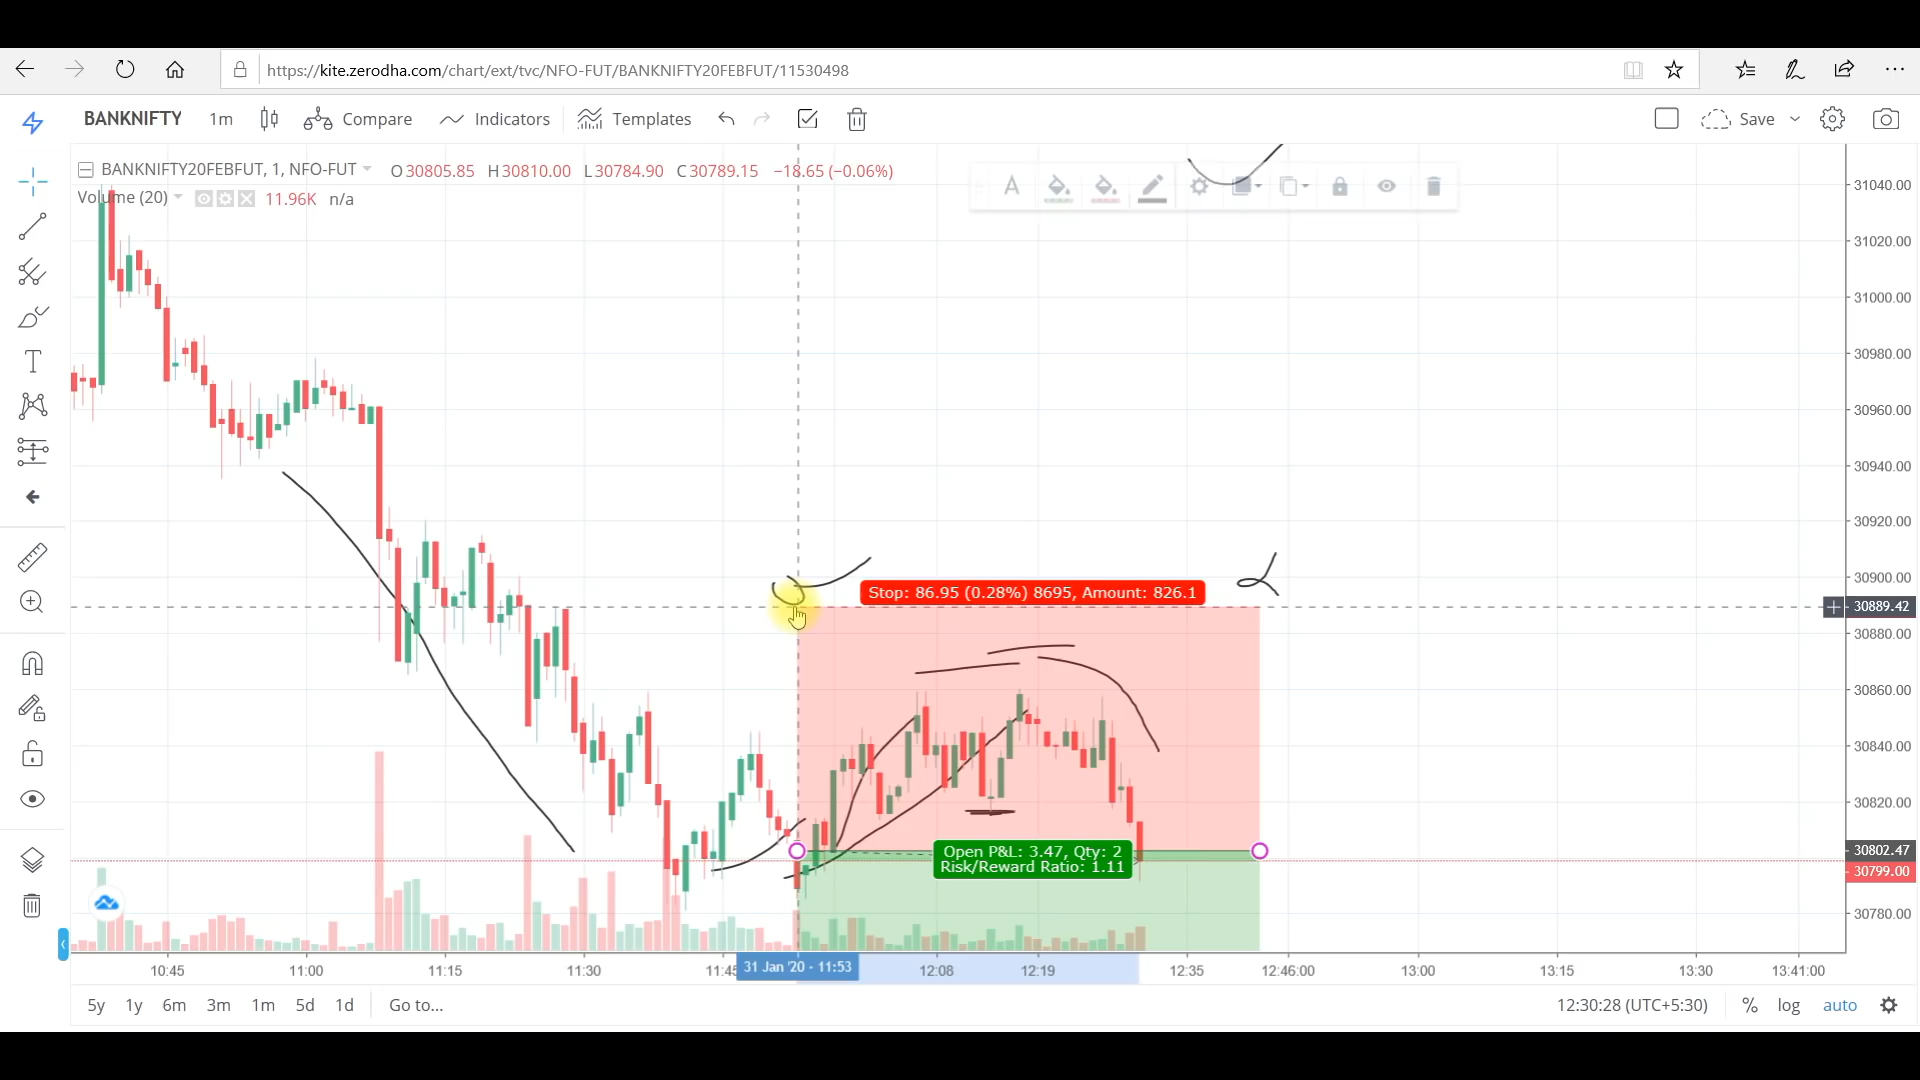 https://kite.zerodha.com/chart/ext/tvc/NFO-FUT/BANKNIFTY20FEBFUT/11530498
BANKNIFTY 1m Compare Indicators Templates Save
BANKNIFTY20FEBFUT, 1, NFO-FUT O30805.85 H30810.00 L30784.90 C30789.15 −18.65 (−0.06%)
Volume (20) 11.96K n/a
31040.00
31020.00
31000.00
30980.00
30960.00
30940.00
30920.00
30900.00
Stop: 86.95 (0.28%) 8695, Amount: 826.1
30889.42
30880.00
30860.00
30840.00
30820.00
Open P&L: 3.47, Qty: 2
Risk/Reward Ratio: 1.11
30802.47
30799.00
30780.00
10:45 11:00 11:15 11:30 11:45 31 Jan '20 - 11:53 12:08 12:19 12:35 12:46:00 13:00 13:15 13:30 13:41:00
5y 1y 6m 3m 1m 5d 1d Go to... 12:30:28 (UTC+5:30) % log auto